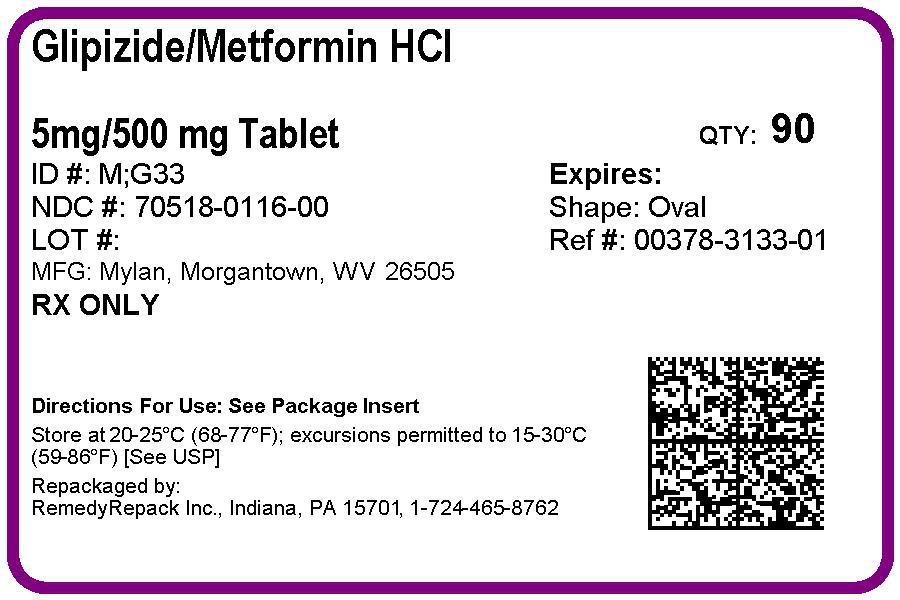 Glipizide/Metformin HCl
5mg/500 mg Tablet
QTY: 90
ID #: M;G33
Expires:
NDC #: 70518-0116-00
Shape: Oval
LOT #:
Ref #: 00378-3133-01
MFG: Mylan, Morgantown, WV 26505
RX ONLY
Directions For Use: See Package Insert
Store at 20-25°C (68-77°F); excursions permitted to 15-30°C
(59-86°F) [See USP]
Repackaged by:
RemedyRepack Inc., Indiana, PA 15701, 1-724-465-8762